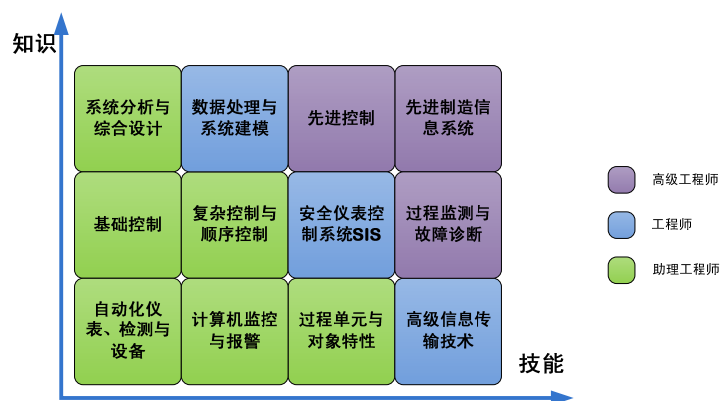 知识
系统分析与
综合设计
数据处理与
系统建模
先进控制
先进制造信
息系统
基础控制
复杂控制与
顺序控制
安全仪表控
制系统SIS
过程监测与
故障诊断
自动化仪
表、检测与
设备
计算机监控
与报警
过程单元与
对象特性
高级信息传
输技术
技能
高级工程师
工程师
助理工程师